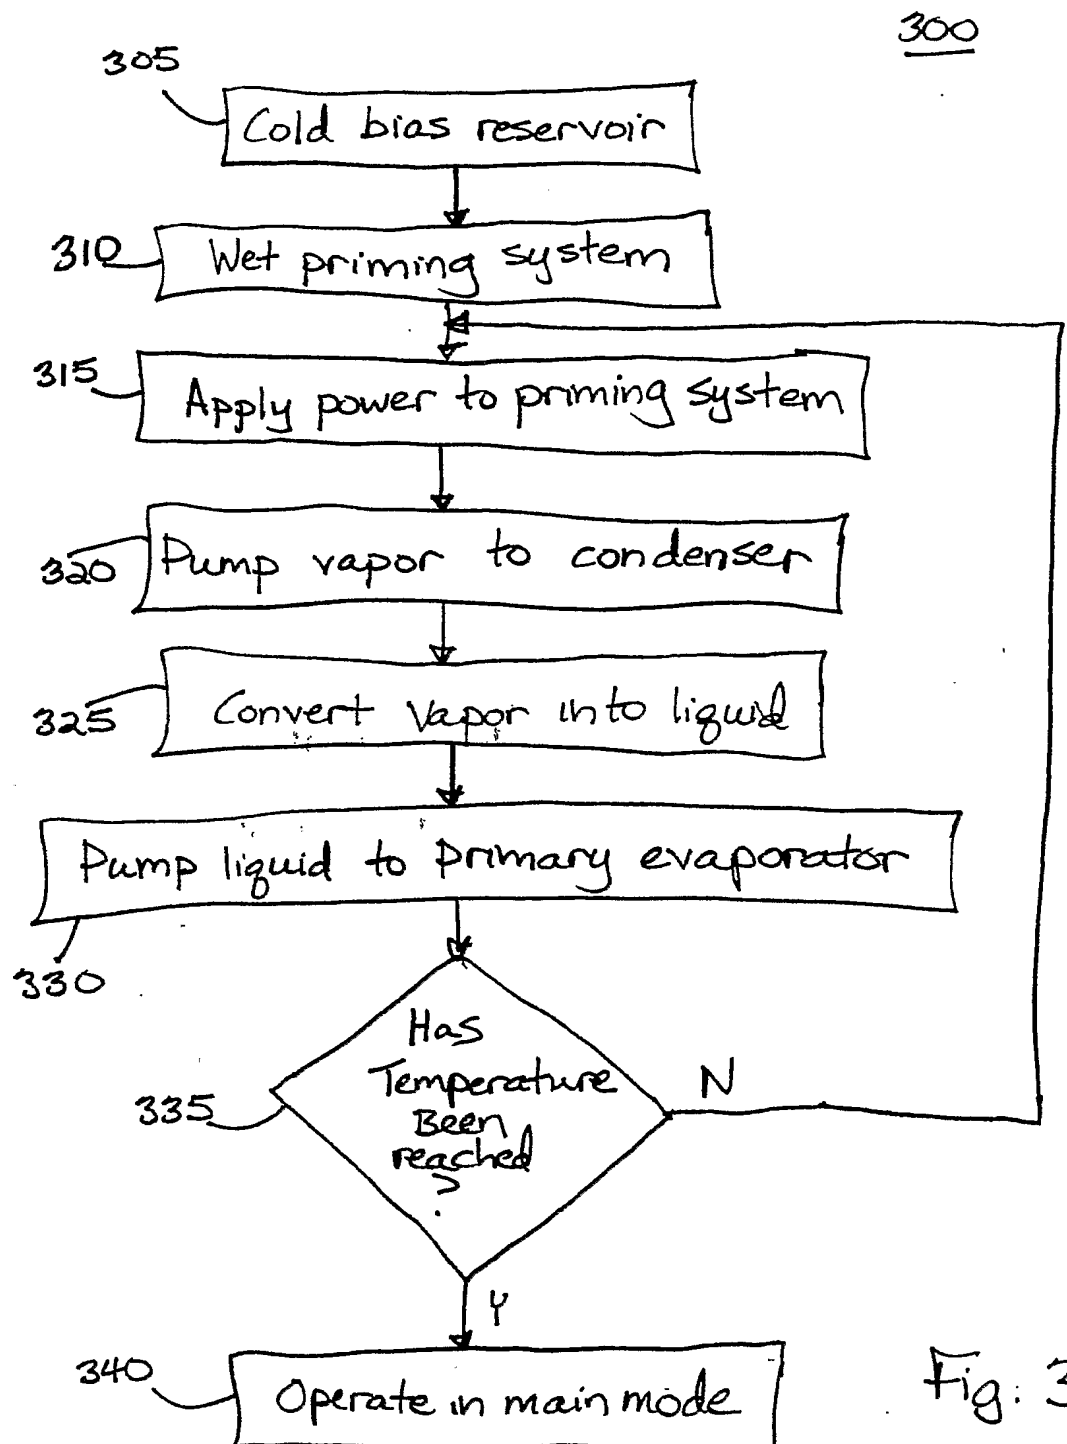 300
305
Cold bias reservoir
310
Wet priming system
315
Apply power to priming system
320
Pump vapor to condenser
325
Convert vapor into liquid
Pump liquid to primary evaporator
330
Has
Temperature
Been
reached
?
335
N
Y
340
Operate in main mode
Fig. 3